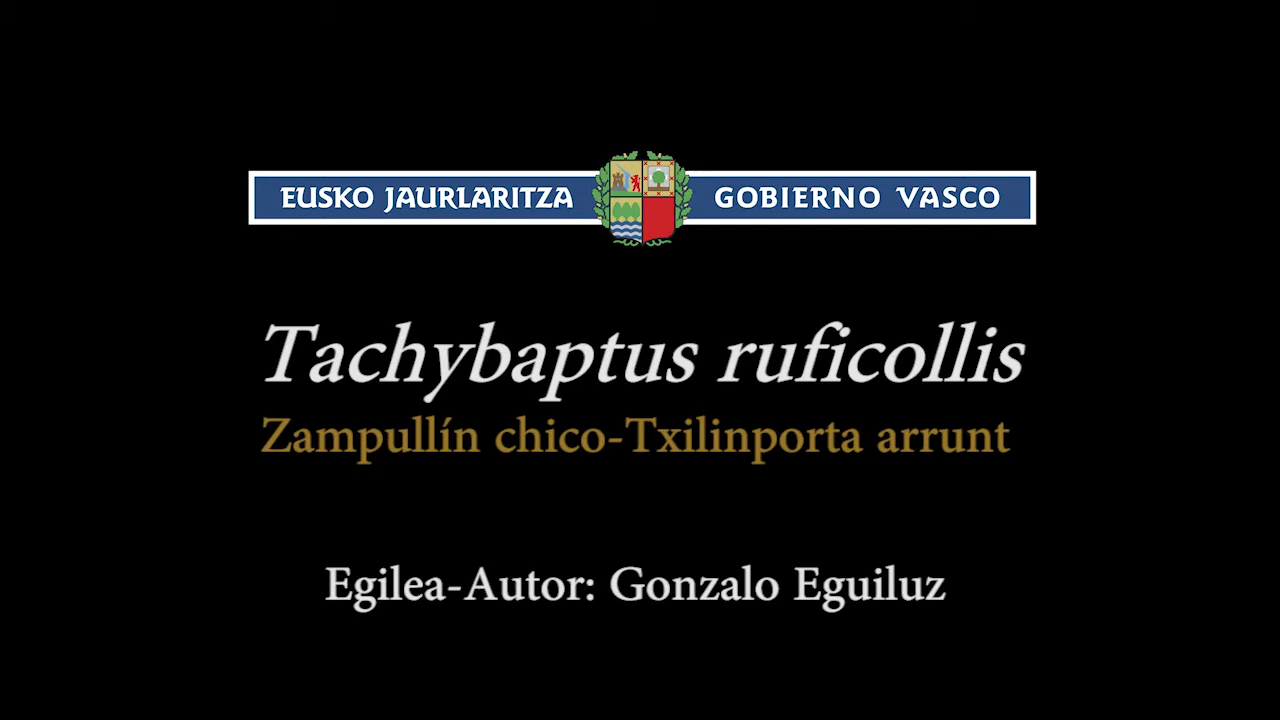 EUSKO JAURLARITZA GOBIERNO VASCO
Tachybaptus ruficollis
Zampullín chico-Txilinporta arrunt
Egilea-Autor: Gonzalo Eguiluz